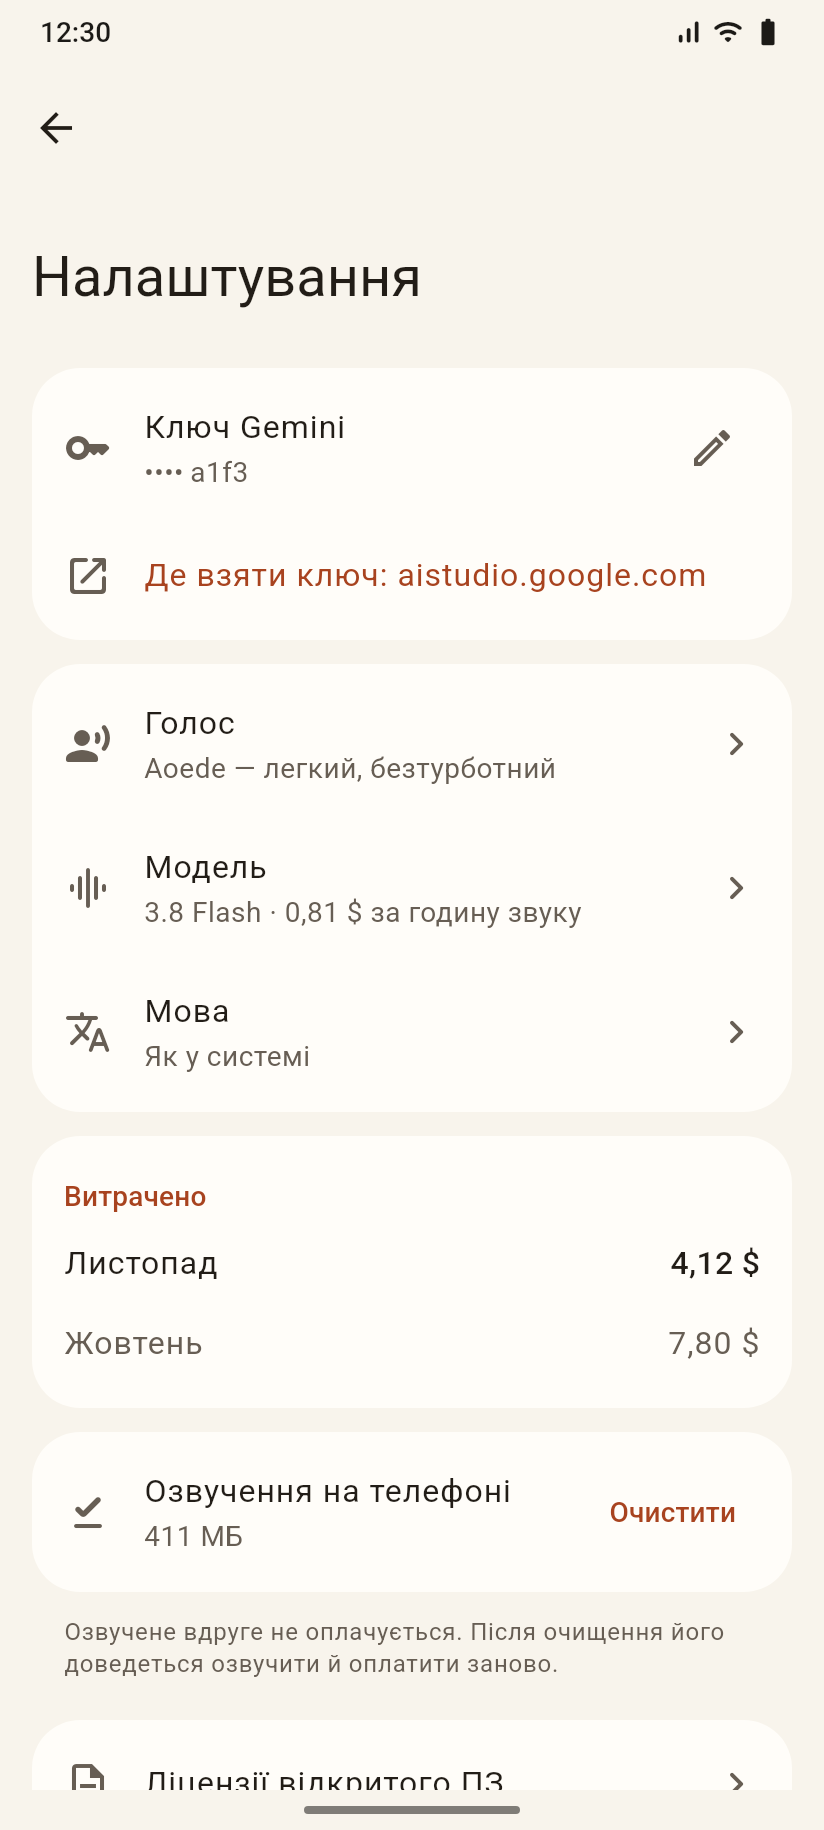 12:30
Налаштування
Ключ Gemini
•••• a1f3
Де взяти ключ: aistudio.google.com
Голос
Aoede — легкий, безтурботний
Модель
3.8 Flash · 0,81 $ за годину звуку
Мова
Як у системі
Витрачено
Листопад 4,12 $
Жовтень 7,80 $
Озвучення на телефоні
411 МБ
Очистити
Озвучене вдруге не оплачується. Після очищення його
доведеться озвучити й оплатити заново.
Ліцензії відкритого ПЗ